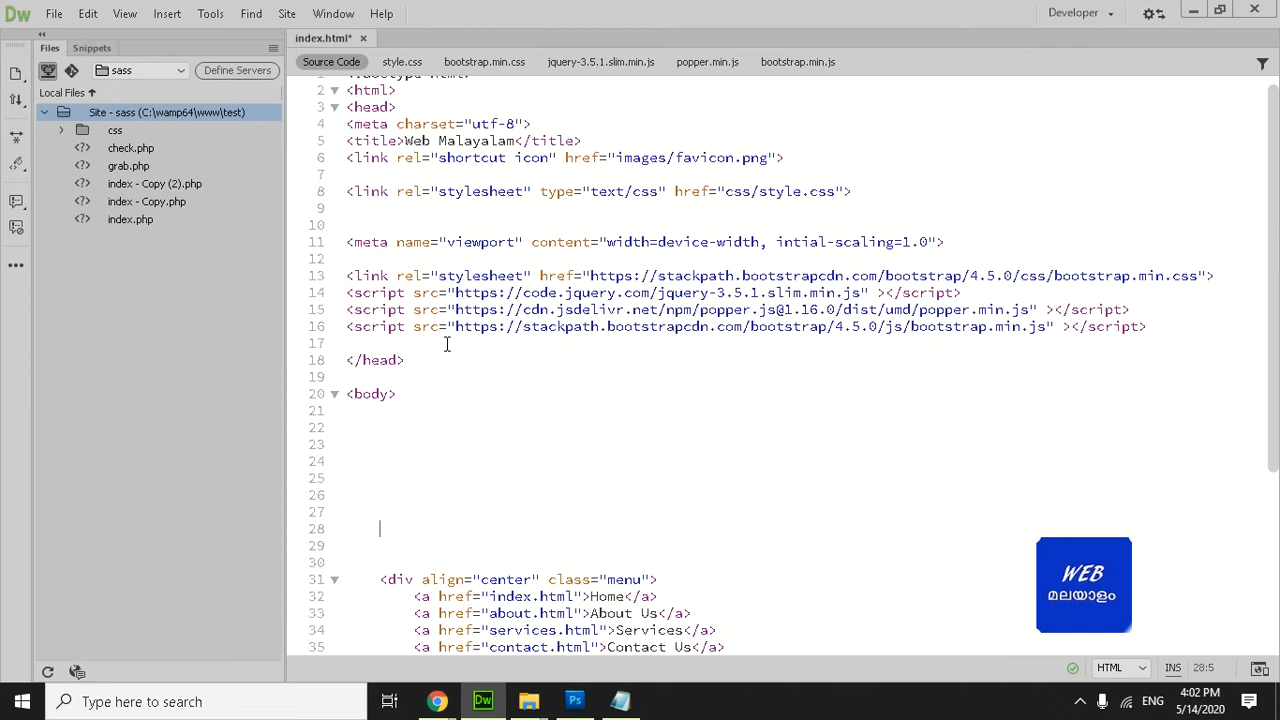 Dw File Edit View Insert Tools Find Site Window Help Developer
Files Snippets
index.html*
sass Define Servers
Source Code style.css bootstrap.min.css jquery-3.5.1.slim.min.js popper.min.js bootstrap.min.js
Local Files
Site - sass (C:\wamp64\www\test)
css
check.php
grab.php
index - Copy (2).php
index - Copy.php
index.php
2 <html>
3 <head>
4 <meta charset="utf-8">
5 <title>Web Malayalam</title>
6 <link rel="shortcut icon" href="images/favicon.png">
7
8 <link rel="stylesheet" type="text/css" href="css/style.css">
9
10
11 <meta name="viewport" content="width=device-width, intial-scaling=1.0">
12
13 <link rel="stylesheet" href="https://stackpath.bootstrapcdn.com/bootstrap/4.5.0/css/bootstrap.min.css">
14 <script src="https://code.jquery.com/jquery-3.5.1.slim.min.js" ></script>
15 <script src="https://cdn.jsdelivr.net/npm/popper.js@1.16.0/dist/umd/popper.min.js" ></script>
16 <script src="https://stackpath.bootstrapcdn.com/bootstrap/4.5.0/js/bootstrap.min.js" ></script>
17
18 </head>
19
20 <body>
21
22
23
24
25
26
27
28
29
30
31 <div align="center" class="menu">
32 <a href="index.html">Home</a>
33 <a href="about.html">About Us</a>
34 <a href="services.html">Services</a>
35 <a href="contact.html">Contact Us</a>
WEB
മലയാളം
HTML INS 28:5
Type here to search
Dw Ps
ENG
4:02 PM
5/14/2020